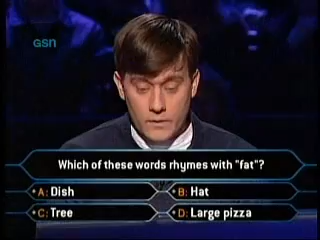 GSN
Which of these words rhymes with "fat"?
A: Dish
B: Hat
C: Tree
D: Large pizza